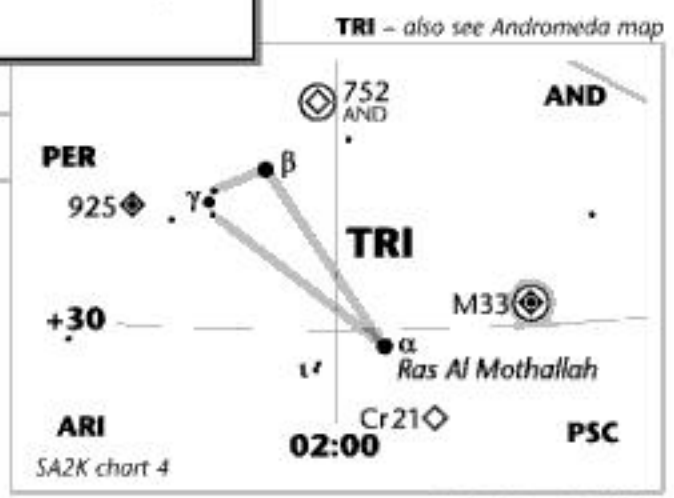 TRI – also see Andromeda map
752
AND
AND
PER
β
γ
925
TRI
M33
+30
α
Ras Al Mothallah
ι
Cr21
ARI
02:00
PSC
SA2K chart 4